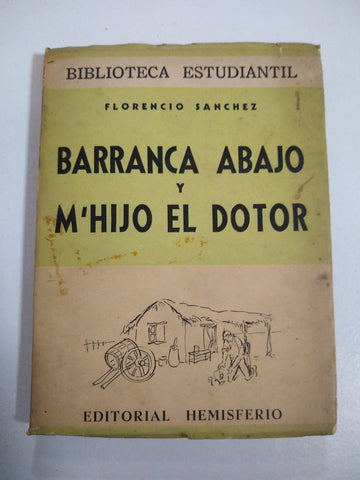 BIBLIOTECA ESTUDIANTIL
FLORENCIO SANCHEZ
BARRANCA ABAJO
Y
M'HIJO EL DOTOR
EDITORIAL HEMISFERIO